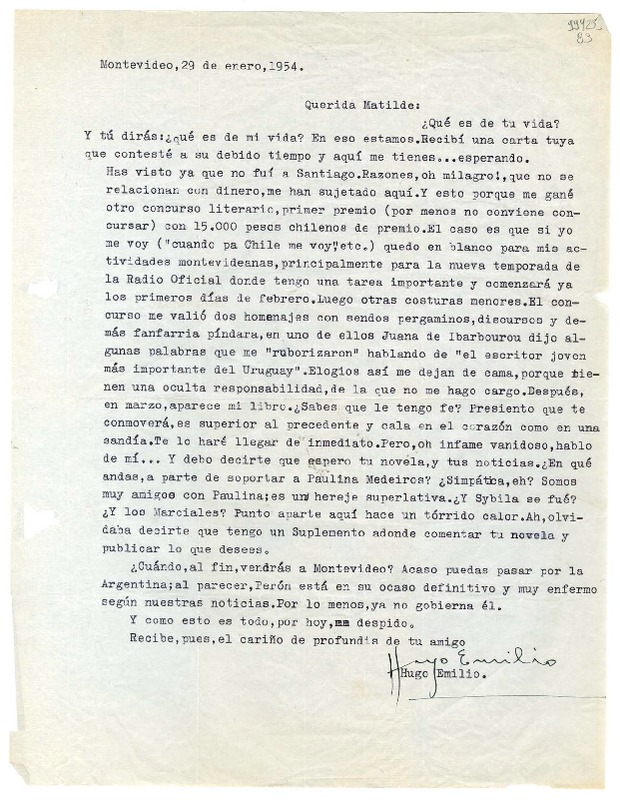 99425
83
Montevideo,29 de enero,1954.
Querida Matilde:
¿Qué es de tu vida?
Y tú dirás:¿qué es de mi vida? En eso estamos.Recibí una carta tuya
que contesté a su debido tiempo y aquí me tienes...esperando.
Has visto ya que no fuí a Santiago.Razones,oh milagro!,que no se
relacionan con dinero,me han sujetado aquí.Y esto porque me gané
otro concurso literario,primer premio (por menos no conviene con-
cursar) con 15.000 pesos chilenos de premio.El caso es que si yo
me voy ("cuando pa Chile me voy"etc.) quedo en blanco para mis ac-
tividades montevideanas,principalmente para la nueva temporada de
la Radio Oficial donde tengo una tarea importante y comenzará ya
los primeros días de febrero.Luego otras costuras menores.El con-
curso me valió dos homenajes con sendos pergaminos,discursos y de-
más fanfarria píndara,en uno de ellos Juana de Ibarbourou dijo al-
gunas palabras que me "ruborizaron" hablando de "el escritor joven
más importante del Uruguay".Elogios así me dejan de cama,porque tie-
nen una oculta responsabilidad,de la que no me hago cargo.Después,
en marzo,aparece mi libro.¿Sabes que le tengo fe? Presiento que te
conmoverá,es superior al precedente y cala en el corazón como en una
sandía.Te lo haré llegar de inmediato.Pero,oh infame vanidoso,hablo
de mí... Y debo decirte que espero tu novela,y tus noticias.¿En qué
andas,a parte de soportar a Paulina Medeiros? ¿Simpática,eh? Somos
muy amigos con Paulina;es un hereje superlativa.¿Y Sybila se fué?
¿Y los Marciales? Punto aparte aquí hace un tórrido calor.Ah,olvi-
daba decirte que tengo un Suplemento adonde comentar tu novela y
publicar lo que desees.
¿Cuándo,al fin,vendrás a Montevideo? Acaso puedas pasar por la
Argentina;al parecer,Perón está en su ocaso definitivo y muy enfermo
según nuestras noticias.Por lo menos,ya no gobierna él.
Y como esto es todo,por hoy, despido.
Recibe,pues,el cariño de profundis de tu amigo
Hugo Emilio
Hugo Emilio.